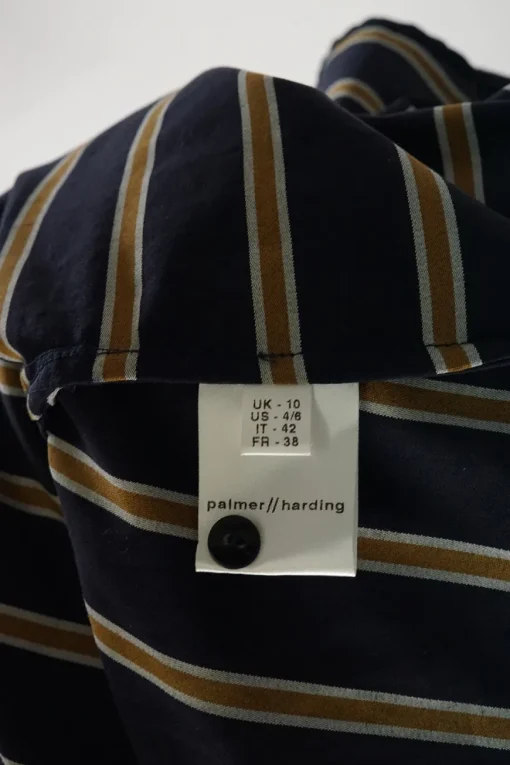 UK - 10
US - 4/6
IT - 42
FR - 38
palmer//harding